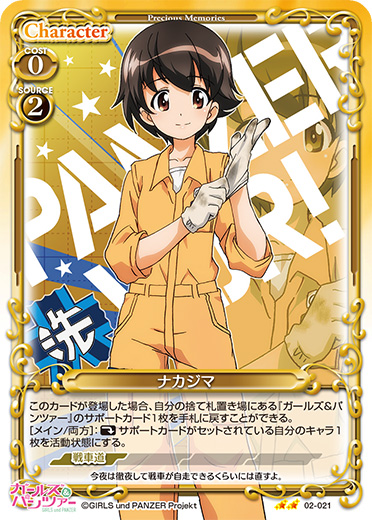 Precious Memories
Character
COST
0
SOURCE
2
PANZER
VOR!
洗
ナカジマ
このカードが登場した場合、自分の捨て札置き場にある『ガールズ&パ
ンツァー』のサポートカード1枚を手札に戻すことができる。
[メイン/両方]: サポートカードがセットされている自分のキャラ1
枚を活動状態にする。
戦車道
今夜は徹夜して戦車が自走できるくらいには直すよ。
ガールズ&
パンツァー
GIRLS und PANZER
©GIRLS und PANZER Projekt
02-021